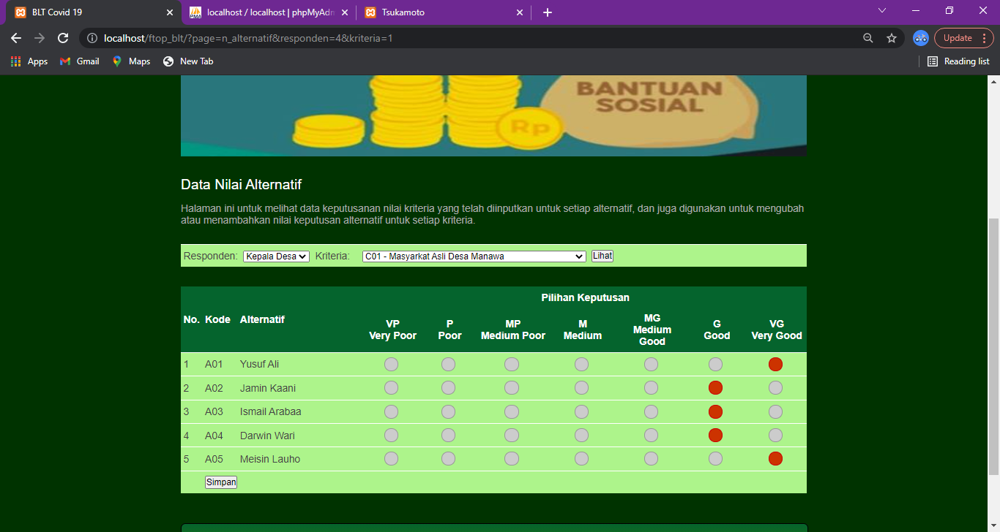 BLT Covid 19
localhost / localhost | phpMyAdm
Tsukamoto
localhost/ftop_blt/?page=n_alternatif&responden=4&kriteria=1
Update
Apps
Gmail
Maps
New Tab
Reading list
BANTUAN
SOSIAL
Rp
Data Nilai Alternatif
Halaman ini untuk melihat data keputusanan nilai kriteria yang telah diinputkan untuk setiap alternatif, dan juga digunakan untuk mengubah
atau menambahkan nilai keputusan alternatif untuk setiap kriteria.
Responden: Kepala Desa Kriteria: C01 - Masyarkat Asli Desa Manawa Lihat
Pilihan Keputusan
No. Kode Alternatif
VP
Very Poor
P
Poor
MP
Medium Poor
M
Medium
MG
Medium
Good
G
Good
VG
Very Good
1 A01 Yusuf Ali
2 A02 Jamin Kaani
3 A03 Ismail Arabaa
4 A04 Darwin Wari
5 A05 Meisin Lauho
Simpan